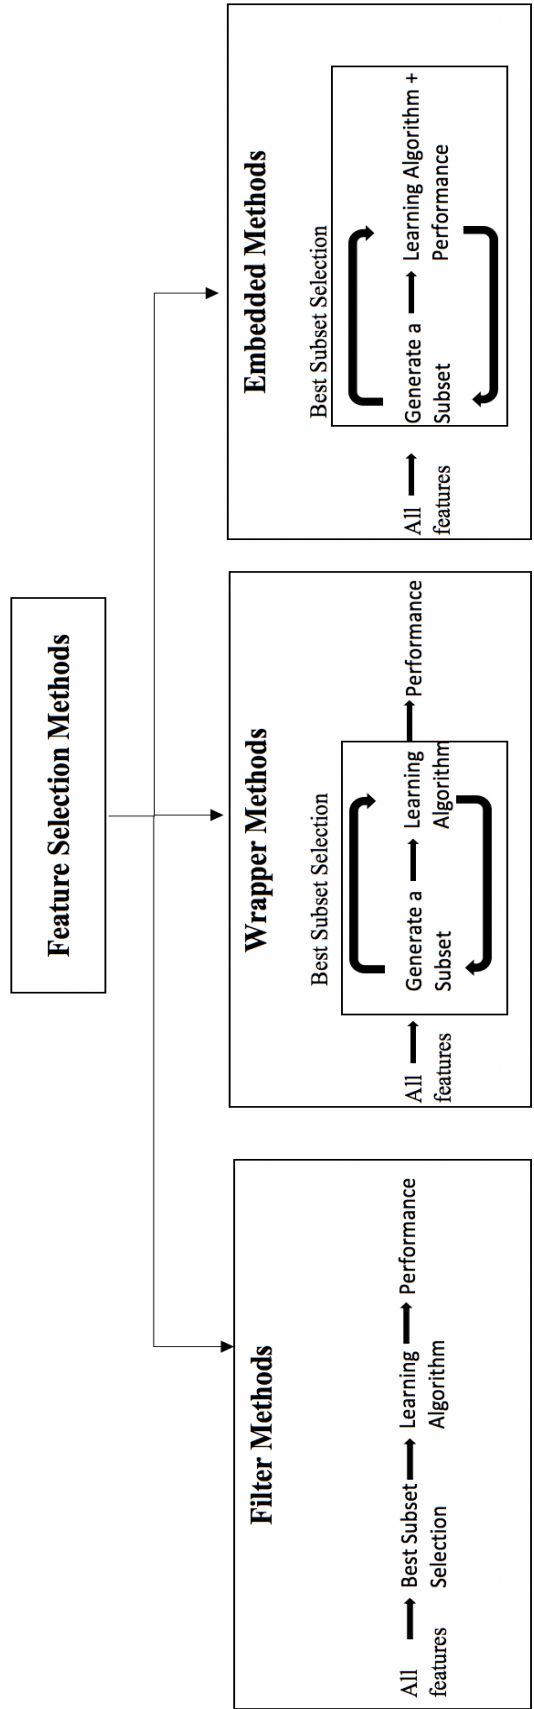 Feature Selection Methods
Filter Methods
All
features
Best Subset
Selection
Learning
Algorithm
Performance
Wrapper Methods
Best Subset Selection
All
features
Generate a
Subset
Learning
Algorithm
Performance
Embedded Methods
Best Subset Selection
All
features
Generate a
Subset
Learning Algorithm +
Performance